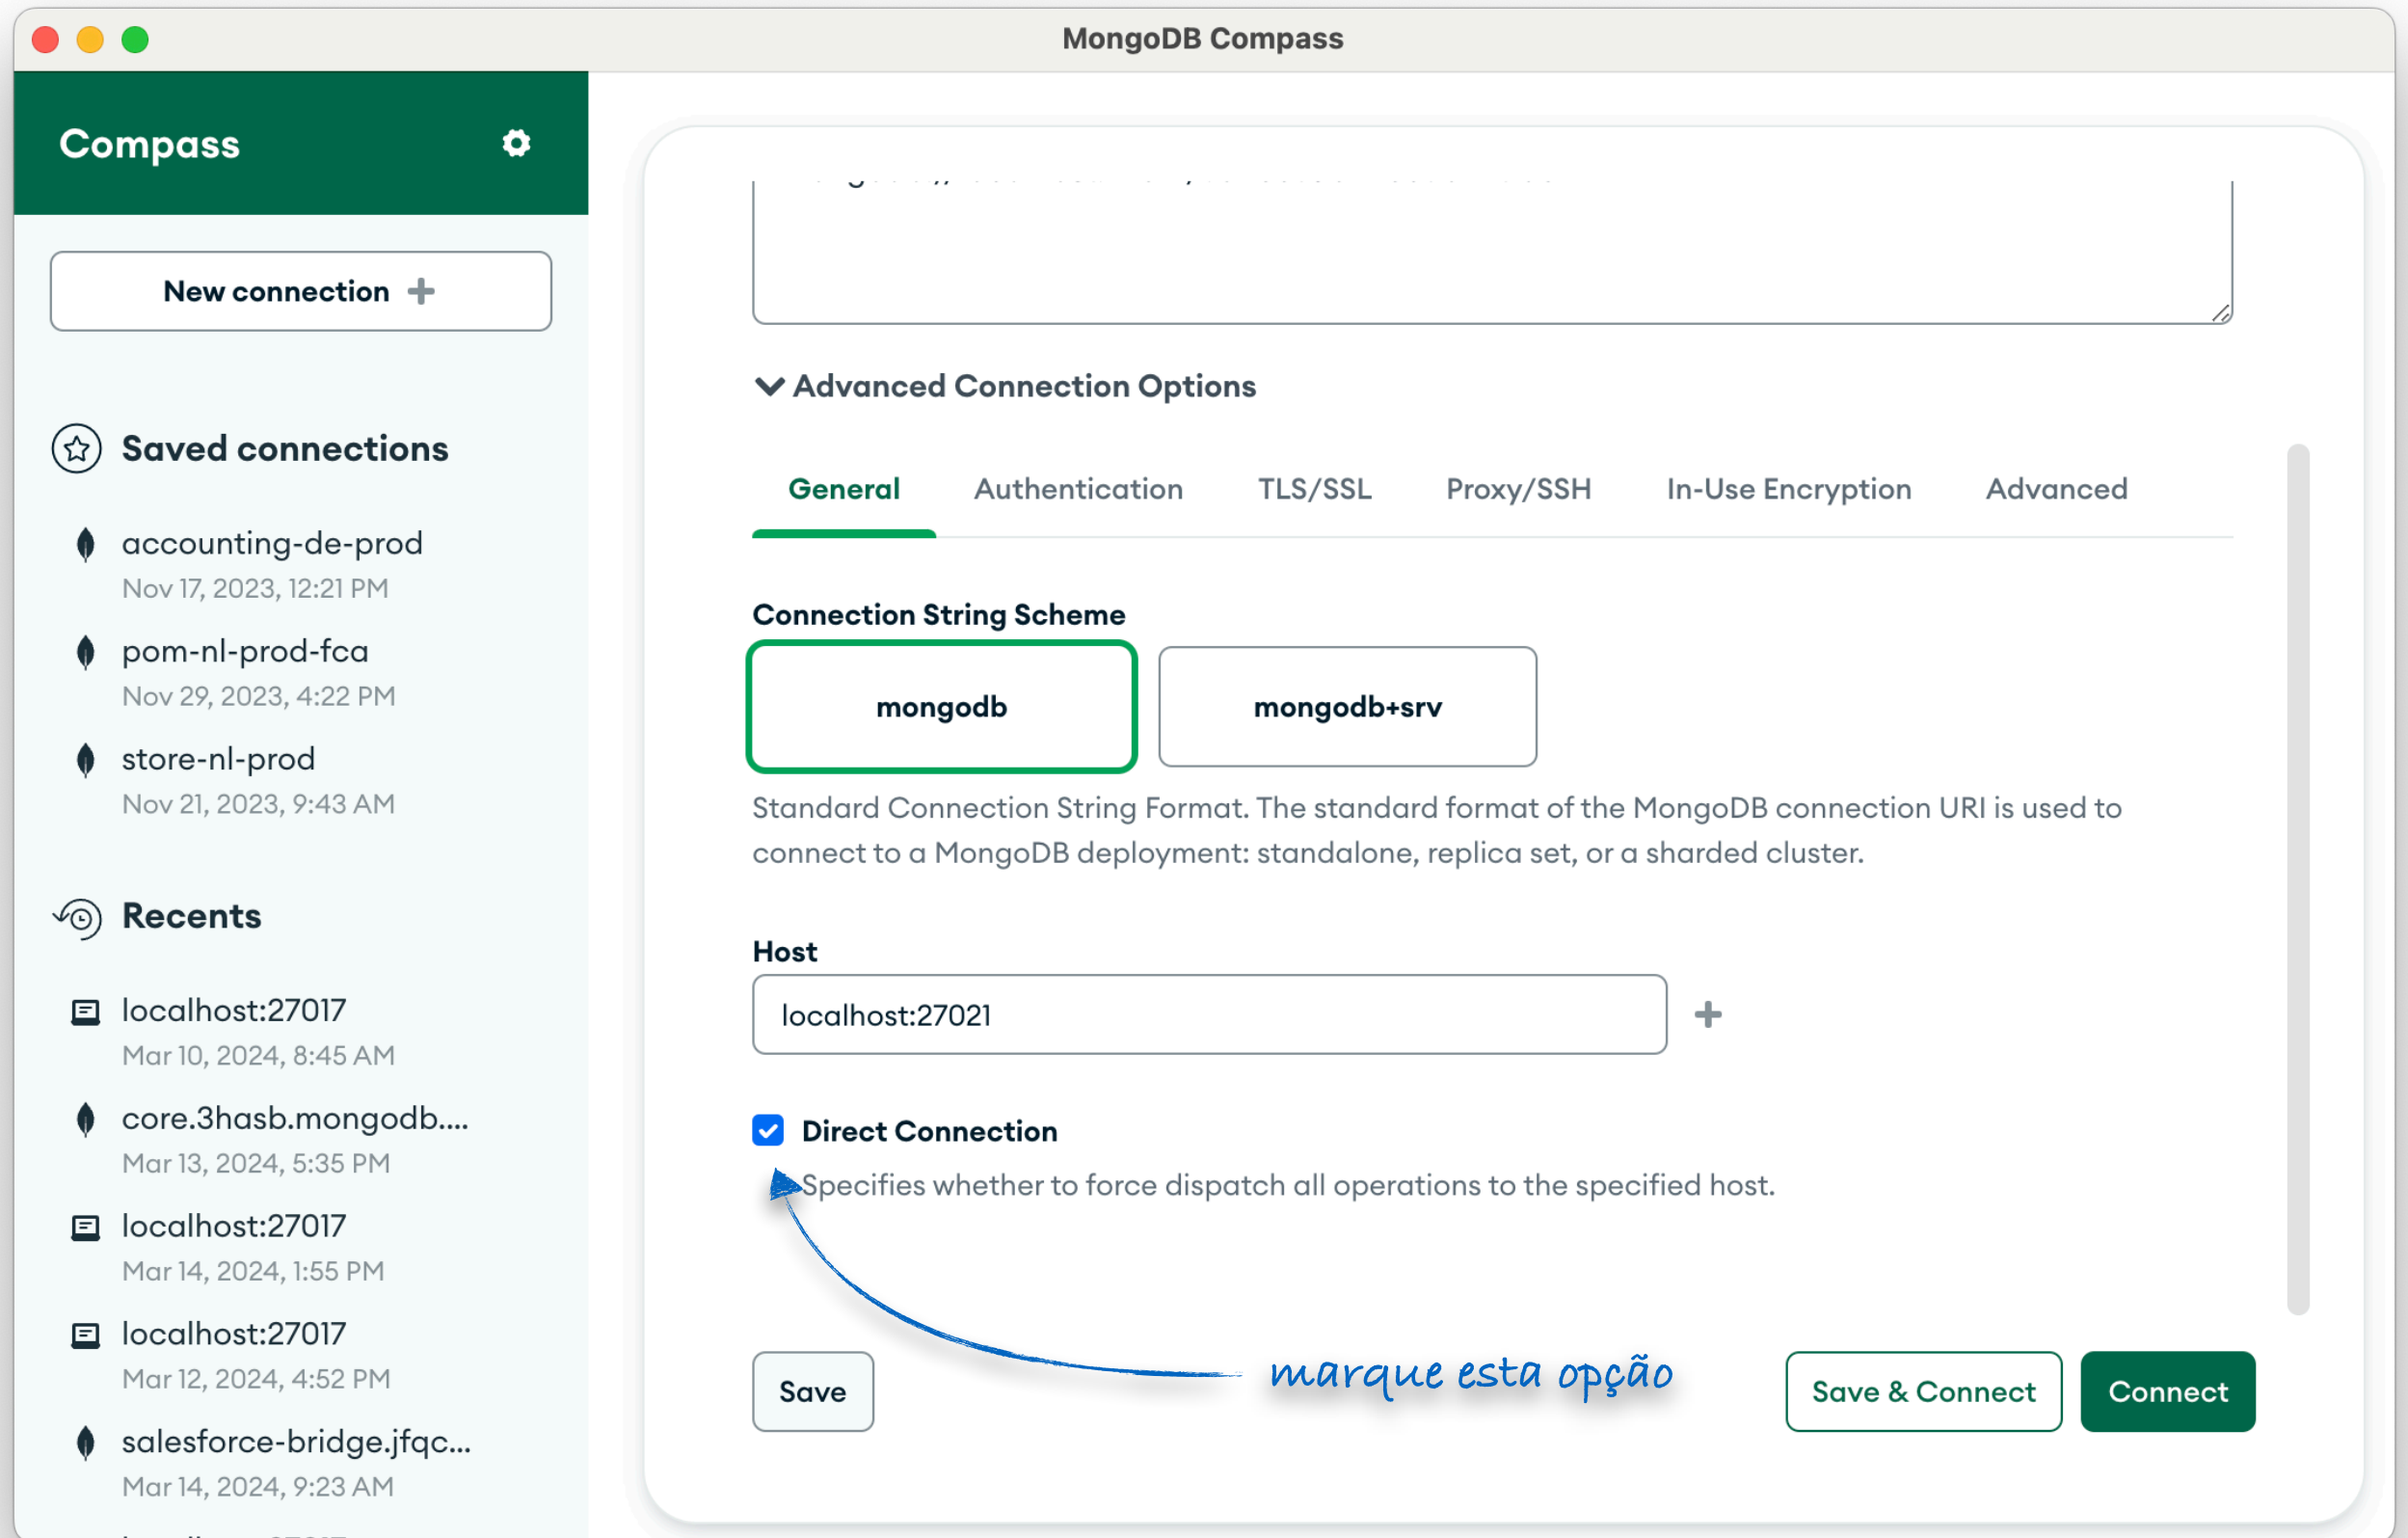 MongoDB Compass
Compass
New connection
Saved connections
accounting-de-prod
Nov 17, 2023, 12:21 PM
pom-nl-prod-fca
Nov 29, 2023, 4:22 PM
store-nl-prod
Nov 21, 2023, 9:43 AM
Recents
localhost:27017
Mar 10, 2024, 8:45 AM
core.3hasb.mongodb....
Mar 13, 2024, 5:35 PM
localhost:27017
Mar 14, 2024, 1:55 PM
localhost:27017
Mar 12, 2024, 4:52 PM
salesforce-bridge.jfqc...
Mar 14, 2024, 9:23 AM
Advanced Connection Options
General Authentication TLS/SSL Proxy/SSH In-Use Encryption Advanced
Connection String Scheme
mongodb mongodb+srv
Standard Connection String Format. The standard format of the MongoDB connection URI is used to
connect to a MongoDB deployment: standalone, replica set, or a sharded cluster.
Host
localhost:27021
Direct Connection
Specifies whether to force dispatch all operations to the specified host.
marque esta opção
Save Save & Connect Connect